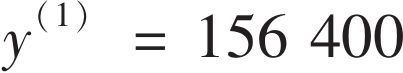 y^{(1)} = 156 400